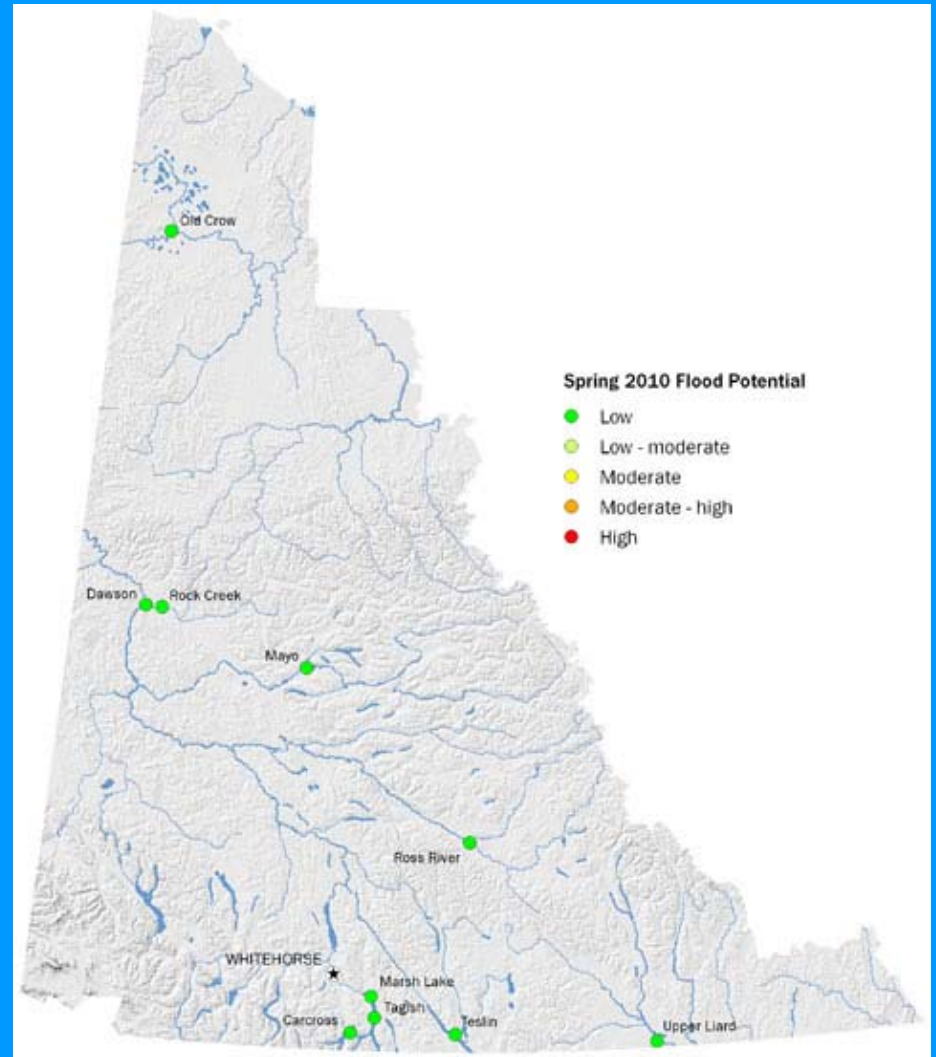 Old Crow
Spring 2010 Flood Potential
Low
Low - moderate
Moderate
Moderate - high
High
Dawson
Rock Creek
Mayo
Ross River
WHITEHORSE
Marsh Lake
Tagish
Carcross
Teslin
Upper Liard